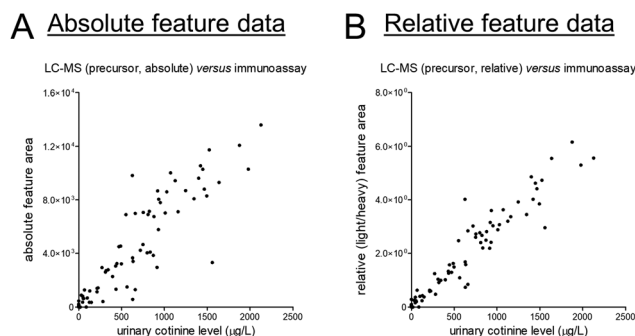 A Absolute feature data
LC-MS (precursor, absolute) versus immunoassay
absolute feature area
1.6×10⁴
1.2×10⁴
8.0×10³
4.0×10³
0
0 500 1000 1500 2000 2500
urinary cotinine level (µg/L)
B Relative feature data
LC-MS (precursor, relative) versus immunoassay
relative (light/heavy) feature area
8.0×10⁰
6.0×10⁰
4.0×10⁰
2.0×10⁰
0
0 500 1000 1500 2000 2500
urinary cotinine level (µg/L)